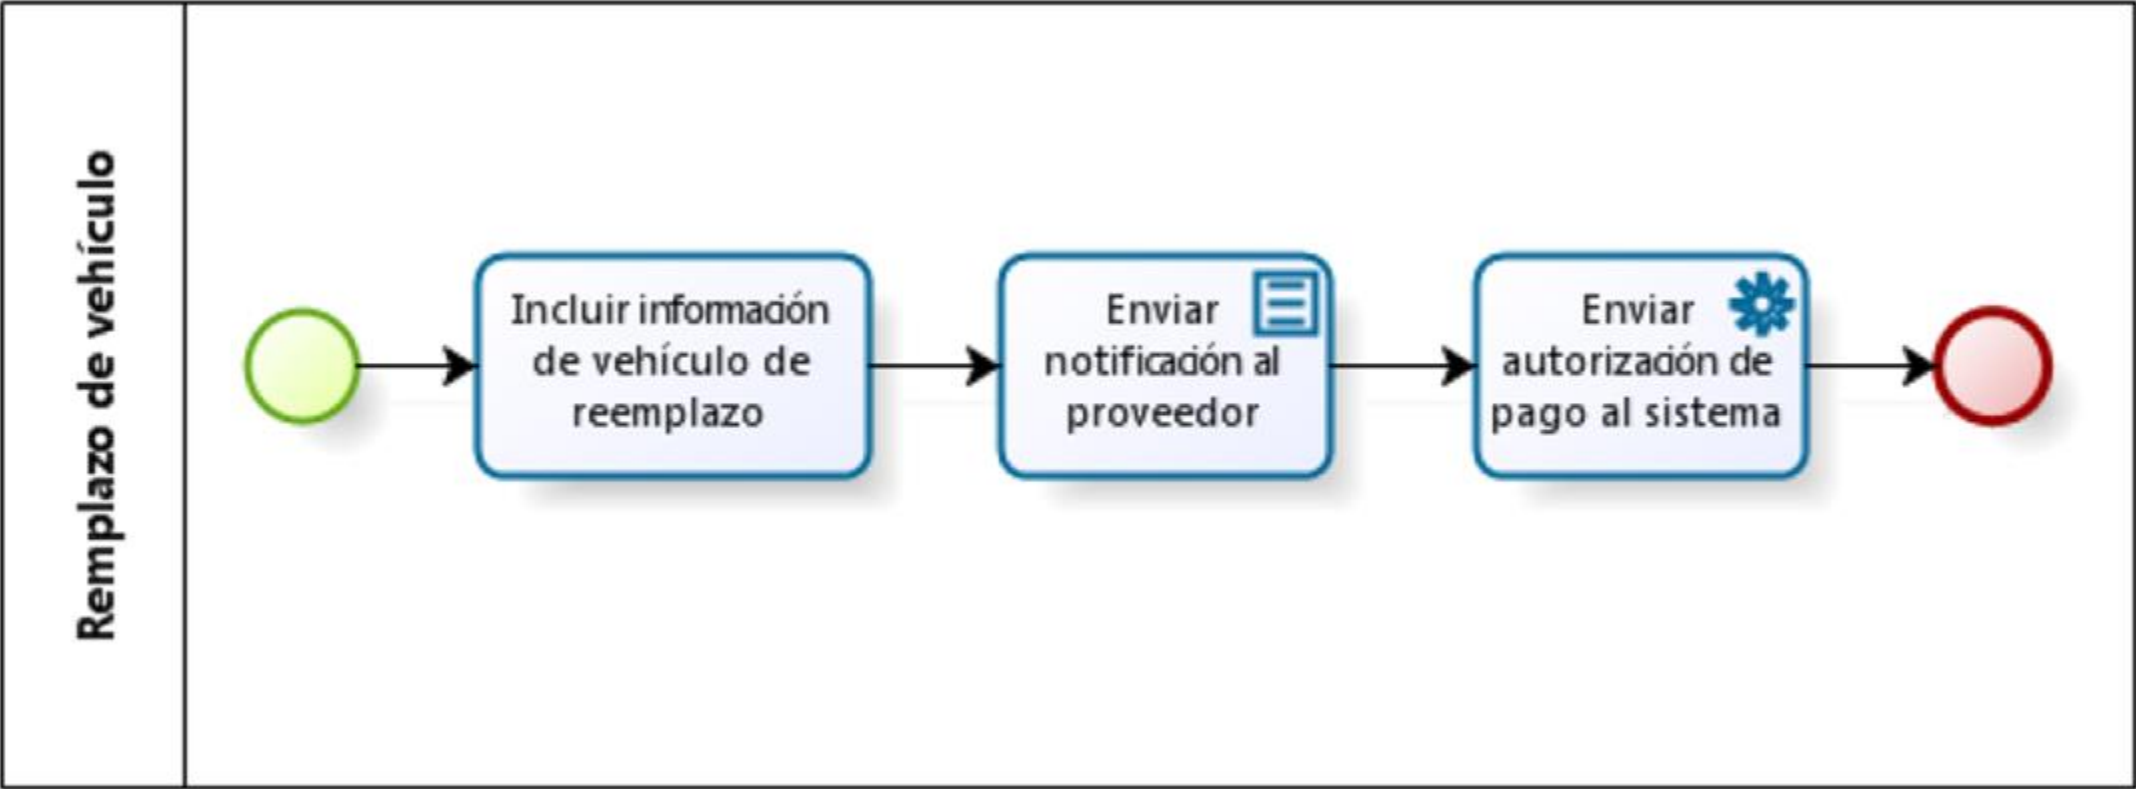 Remplazo de vehículo
Incluir información
de vehículo de
reemplazo
Enviar
notificación al
proveedor
Enviar
autorización de
pago al sistema